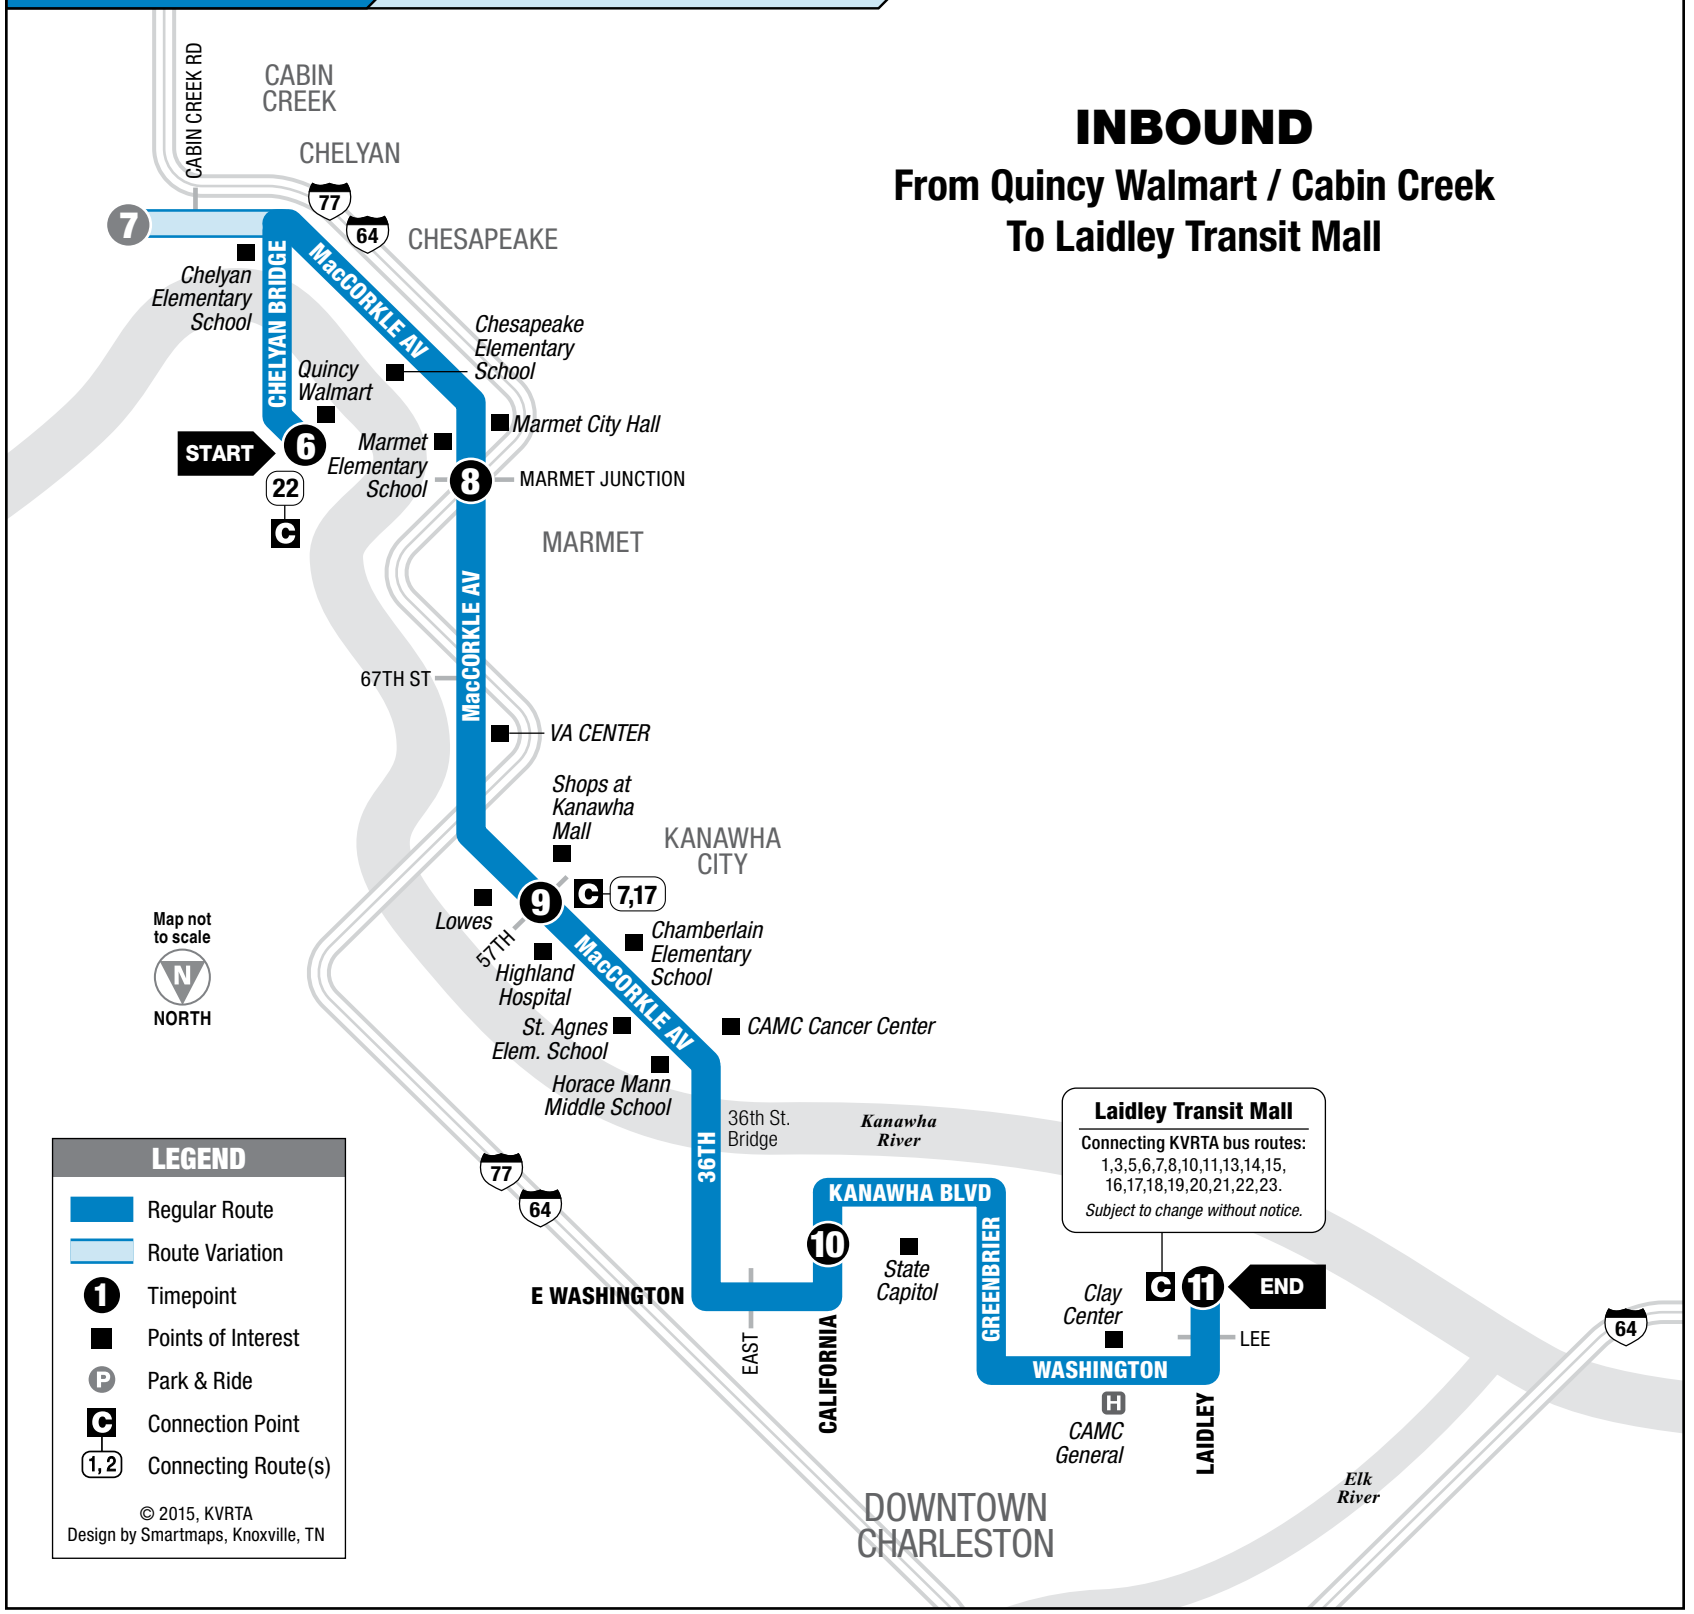 INBOUND
From Quincy Walmart / Cabin Creek
To Laidley Transit Mall
CABIN CREEK RD
CABIN
CREEK
CHELYAN
77
64
CHESAPEAKE
7
Chelyan
Elementary
School
CHELYAN BRIDGE
MacCORKLE AV
Chesapeake
Elementary
School
Quincy
Walmart
START
6
22
C
Marmet City Hall
Marmet
Elementary
School
8
MARMET JUNCTION
MARMET
MacCORKLE AV
67TH ST
VA CENTER
Shops at
Kanawha
Mall
KANAWHA
CITY
9
C
7,17
Lowes
57TH
Highland
Hospital
MacCORKLE AV
Chamberlain
Elementary
School
St. Agnes
Elem. School
CAMC Cancer Center
Horace Mann
Middle School
Map not
to scale
N
NORTH
36th St.
Bridge
36TH
Kanawha
River
77
64
E WASHINGTON
EAST
CALIFORNIA
10
KANAWHA BLVD
State
Capitol
GREENBRIER
Laidley Transit Mall
Connecting KVRTA bus routes:
1,3,5,6,7,8,10,11,13,14,15,
16,17,18,19,20,21,22,23.
Subject to change without notice.
C
11
END
Clay
Center
LEE
WASHINGTON
H
CAMC
General
LAIDLEY
64
Elk
River
DOWNTOWN
CHARLESTON
LEGEND
Regular Route
Route Variation
1
Timepoint
Points of Interest
P
Park & Ride
C
Connection Point
1, 2
Connecting Route(s)
© 2015, KVRTA
Design by Smartmaps, Knoxville, TN